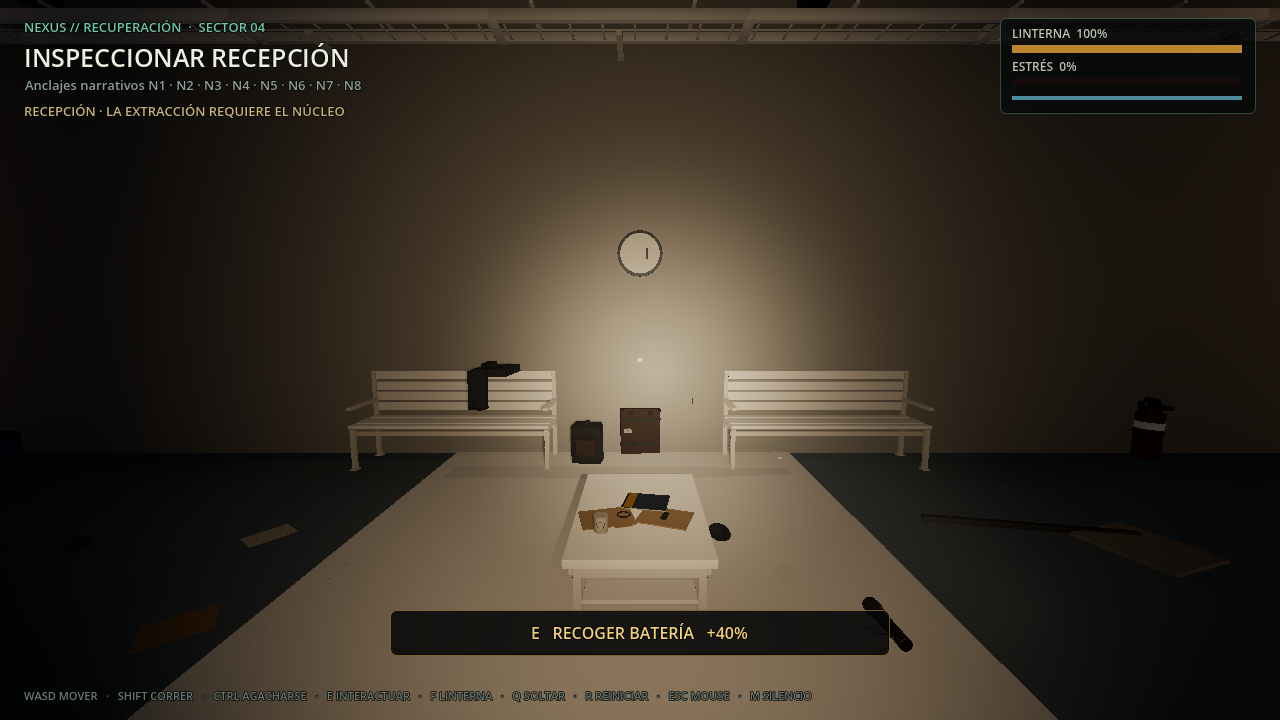 NEXUS // RECUPERACIÓN · SECTOR 04
INSPECCIONAR RECEPCIÓN
Anclajes narrativos N1 · N2 · N3 · N4 · N5 · N6 · N7 · N8
RECEPCIÓN · LA EXTRACCIÓN REQUIERE EL NÚCLEO
LINTERNA 100%
ESTRÉS 0%
E RECOGER BATERÍA +40%
WASD MOVER · SHIFT CORRER · CTRL AGACHARSE · E INTERACTUAR · F LINTERNA · Q SOLTAR · R REINICIAR · ESC MOUSE · M SILENCIO